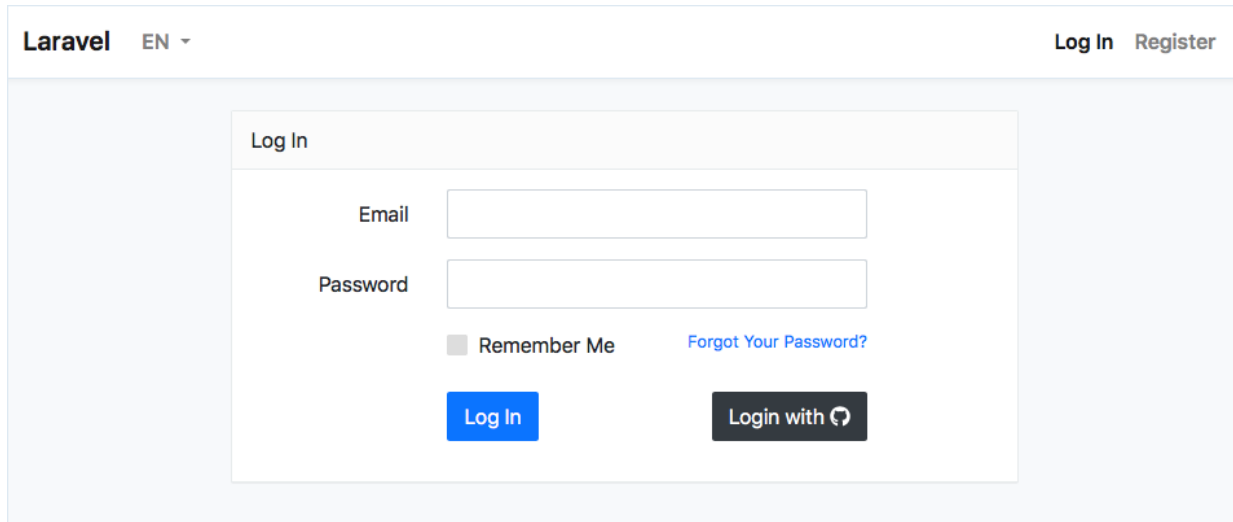 Laravel EN Log In Register
Log In
Email
Password
Remember Me Forgot Your Password?
Log In Login with